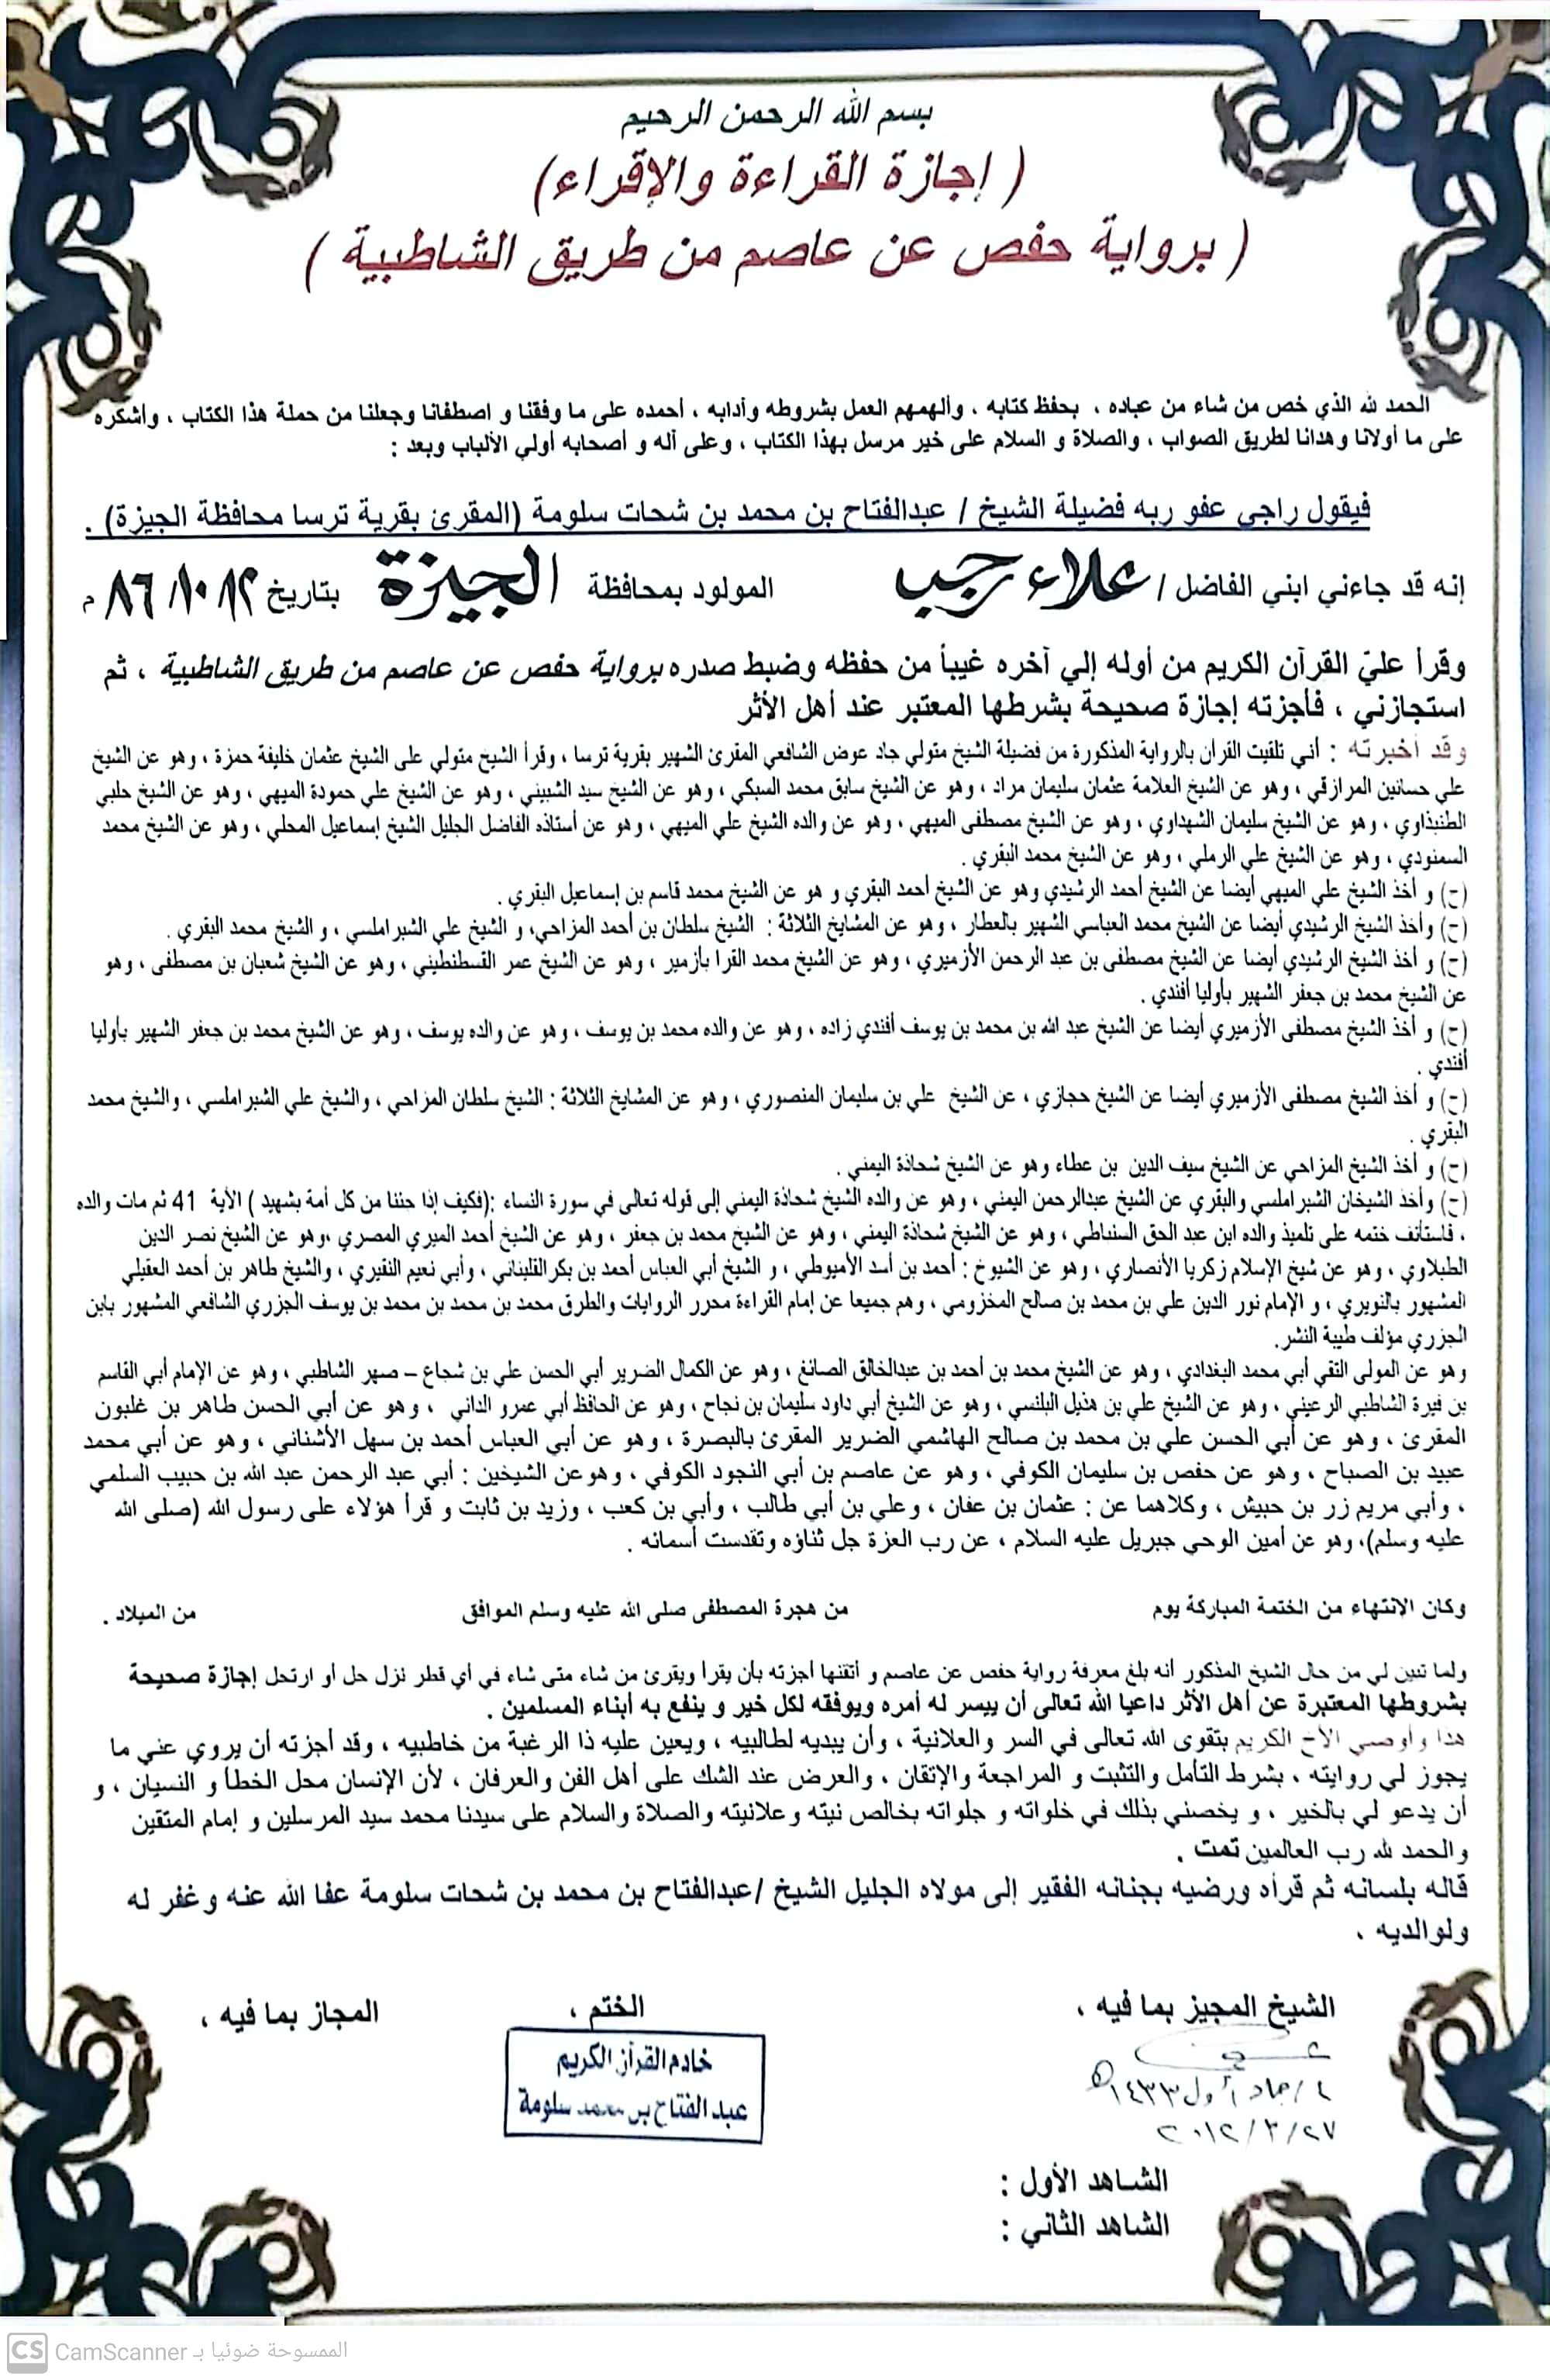 بسم الله الرحمن الرحيم
( إجازة القراءة والإقراء)
( برواية حفص عن عاصم من طريق الشاطبية )
الحمد لله الذي خص من شاء من عباده ، بحفظ كتابه ، وألهمهم العمل بشروطه وأدابه ، أحمده على ما وفقنا و اصطفانا وجعلنا من حملة هذا الكتاب ، وأشكره
على ما أولانا وهدانا لطريق الصواب ، والصلاة و السلام على خير مرسل بهذا الكتاب ، وعلى آله و أصحابه أولي الألباب وبعد :
فيقول راجي عفو ربه فضيلة الشيخ / عبدالفتاح بن محمد بن شحات سلومة (المقرئ بقرية ترسا محافظة الجيزة) .
إنه قد جاءني ابني الفاضل / علاء رجب المولود بمحافظة الجيزة بتاريخ ١٢/ ١٠/ ٨٦ م
وقرأ عليّ القرآن الكريم من أوله إلي آخره غيباً من حفظه وضبط صدره برواية حفص عن عاصم من طريق الشاطبية ، ثم
استجازني ، فأجزته إجازة صحيحة بشرطها المعتبر عند أهل الأثر
وقد أخبرته : أني تلقيت القرآن بالرواية المذكورة من فضيلة الشيخ متولي جاد عوض الشافعي المقرئ الشهير بقرية ترسا ، وقرأ الشيخ متولي على الشيخ عثمان خليفة حمزة ، وهو عن الشيخ
علي حسانين المرازقي ، وهو عن الشيخ العلامة عثمان سليمان مراد ، وهو عن الشيخ سابق محمد السبكي ، وهو عن الشيخ سيد الشبيني ، وهو عن الشيخ علي حمودة الميهي ، وهو عن الشيخ حلبي
الطنبذاوي ، وهو عن الشيخ سليمان الشهداوي ، وهو عن الشيخ مصطفى الميهي ، وهو عن والده الشيخ علي الميهي ، وهو عن أستاذه الفاضل الجليل الشيخ إسماعيل المحلي ، وهو عن الشيخ محمد
السمنودي ، وهو عن الشيخ علي الرملي ، وهو عن الشيخ محمد البقري .
(ح) و أخذ الشيخ علي الميهي أيضا عن الشيخ أحمد الرشيدي وهو عن الشيخ أحمد البقري و هو عن الشيخ محمد قاسم بن إسماعيل البقري .
(ح) وأخذ الشيخ الرشيدي أيضا عن الشيخ محمد العباسي الشهير بالعطار ، وهو عن المشايخ الثلاثة : الشيخ سلطان بن أحمد المزاحي، و الشيخ علي الشبراملسي ، و الشيخ محمد البقري .
(ح) و أخذ الشيخ الرشيدي أيضا عن الشيخ مصطفى بن عبد الرحمن الأزميري ، وهو عن الشيخ محمد القرا بأزمير ، وهو عن الشيخ عمر القسطنطيني ، وهو عن الشيخ شعبان بن مصطفى ، وهو
عن الشيخ محمد بن جعفر الشهير بأوليا أفندي .
(ح) و أخذ الشيخ مصطفى الأزميري أيضا عن الشيخ عبد الله بن محمد بن يوسف أفندي زاده ، وهو عن والده محمد بن يوسف ، وهو عن والده يوسف ، وهو عن الشيخ محمد بن جعفر الشهير بأوليا
أفندي .
(ح) و أخذ الشيخ مصطفى الأزميري أيضا عن الشيخ حجازي ، عن الشيخ علي بن سليمان المنصوري ، وهو عن المشايخ الثلاثة : الشيخ سلطان المزاحي ، والشيخ علي الشبراملسي ، والشيخ محمد
البقري .
(ح) و أخذ الشيخ المزاحي عن الشيخ سيف الدين بن عطاء وهو عن الشيخ شحاذة اليمني .
(ح) وأخذ الشيخان الشبراملسي والبقري عن الشيخ عبدالرحمن اليمني ، وهو عن والده الشيخ شحاذة اليمني إلى قوله تعالى في سورة النساء :(فكيف إذا جئنا من كل أمة بشهيد ) الآية 41 ثم مات والده
، فاستأنف ختمه على تلميذ والده ابن عبد الحق السنباطي ، وهو عن الشيخ شحاذة اليمني ، وهو عن الشيخ محمد بن جعفر ، وهو عن الشيخ أحمد الميري المصري ،وهو عن الشيخ نصر الدين
الطبلاوي ، وهو عن شيخ الإسلام زكريا الأنصاري ، وهو عن الشيوخ : أحمد بن أسد الأميوطي ، و الشيخ أبي العباس أحمد بن بكر القليناني ، وأبي نعيم النقيري ، والشيخ طاهر بن أحمد العقيلي
المشهور بالنويري ، و الإمام نور الدين علي بن محمد بن صالح المخزومي ، وهم جميعا عن إمام القراءة محرر الروايات والطرق محمد بن محمد بن محمد بن يوسف الجزري الشافعي المشهور بابن
الجزري مؤلف طيبة النشر.
وهو عن المولى التقي أبي محمد البغدادي ، وهو عن الشيخ محمد بن أحمد بن عبدالخالق الصائغ ، وهو عن الكمال الضرير أبي الحسن علي بن شجاع – صهر الشاطبي ، وهو عن الإمام أبي القاسم
بن فيرة الشاطبي الرعيني ، وهو عن الشيخ علي بن هذيل البلنسي ، وهو عن الشيخ أبي داود سليمان بن نجاح ، وهو عن الحافظ أبي عمرو الداني ، وهو عن أبي الحسن طاهر بن غلبون
المقرئ ، وهو عن أبي الحسن علي بن محمد بن صالح الهاشمي الضرير المقرئ بالبصرة ، وهو عن أبي العباس أحمد بن سهل الأشناني ، وهو عن أبي محمد
عبيد بن الصباح ، وهو عن حفص بن سليمان الكوفي ، وهو عن عاصم بن أبي النجود الكوفي ، وهوعن الشيخين : أبي عبد الرحمن عبد الله بن حبيب السلمي
، وأبي مريم زر بن حبيش ، وكلاهما عن : عثمان بن عفان ، وعلي بن أبي طالب ، وأبي بن كعب ، وزيد بن ثابت و قرأ هؤلاء على رسول الله (صلى الله
عليه وسلم)، وهو عن أمين الوحي جبريل عليه السلام ، عن رب العزة جل ثناؤه وتقدست أسمائه .
وكان الانتهاء من الختمة المباركة يوم من هجرة المصطفى صلى الله عليه وسلم الموافق من الميلاد .
ولما تبين لي من حال الشيخ المذكور أنه بلغ معرفة رواية حفص عن عاصم و أتقنها أجزته بأن يقرأ ويقرئ من شاء متى شاء في أي قطر نزل حل أو ارتحل إجازة صحيحة
بشروطها المعتبرة عن أهل الأثر داعيا الله تعالى أن ييسر له أمره ويوفقه لكل خير و ينفع به أبناء المسلمين .
هذا وأوصي الأخ الكريم بتقوى الله تعالى في السر والعلانية ، وأن يبديه لطالبيه ، ويعين عليه ذا الرغبة من خاطبيه ، وقد أجزته أن يروي عني ما
يجوز لي روايته ، بشرط التأمل والتثبت و المراجعة والإتقان ، والعرض عند الشك على أهل الفن والعرفان ، لأن الإنسان محل الخطأ و النسيان ، و
أن يدعو لي بالخير ، و يخصني بذلك في خلواته و جلواته بخالص نيته وعلانيته والصلاة والسلام على سيدنا محمد سيد المرسلين و إمام المتقين
والحمد لله رب العالمين تمت .
قاله بلسانه ثم قرأه ورضيه بجنانه الفقير إلى مولاه الجليل الشيخ /عبدالفتاح بن محمد بن شحات سلومة عفا الله عنه وغفر له
ولوالديه ،
الشيخ المجيز بما فيه ، الختم ، المجاز بما فيه ،
خادم القرآن الكريم
عبد الفتاح بن محمد سلومة
٤/جماد أول ١٤٣٣ه
٢٧/٣/٢٠١٢
الشاهد الأول :
الشاهد الثاني :
CS CamScanner الممسوحة ضوئيا بـ